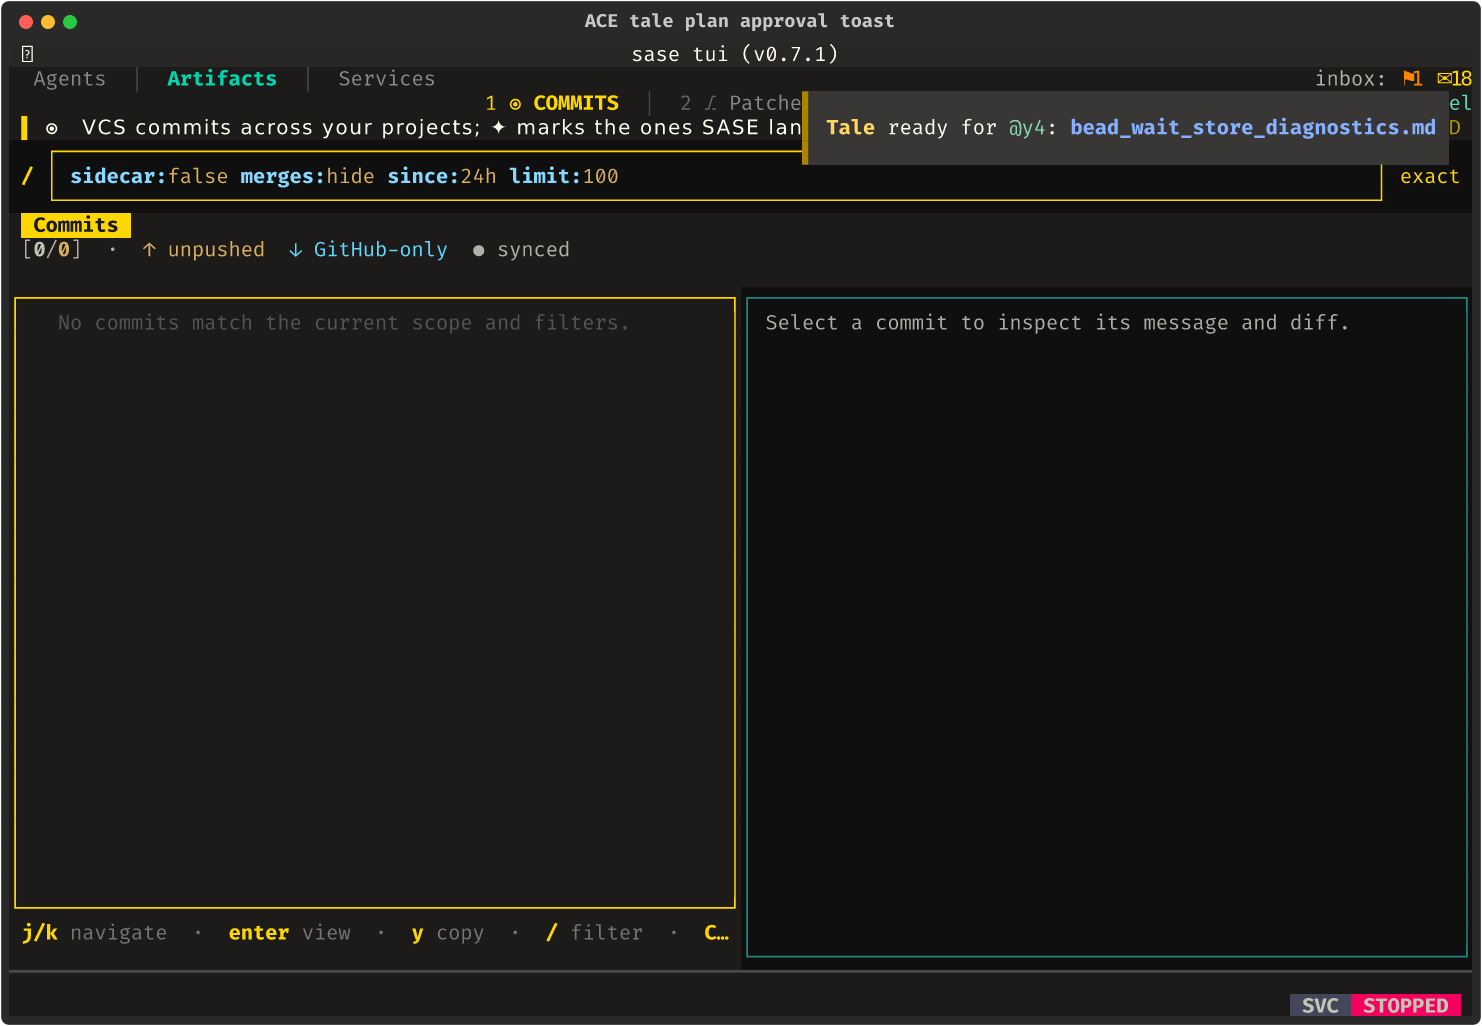 ACE tale plan approval toast
sase tui (v0.7.1)
Agents │ Artifacts │ Services inbox: ⚑1 ✉18
1 ◉ COMMITS │ 2 Patche el
◉ VCS commits across your projects; ✦ marks the ones SASE lan D
Tale ready for @y4: bead_wait_store_diagnostics.md
/ sidecar:false merges:hide since:24h limit:100 exact
Commits
[0/0] · ↑ unpushed ↓ GitHub-only ● synced
No commits match the current scope and filters.
Select a commit to inspect its message and diff.
j/k navigate · enter view · y copy · / filter · C…
SVC STOPPED